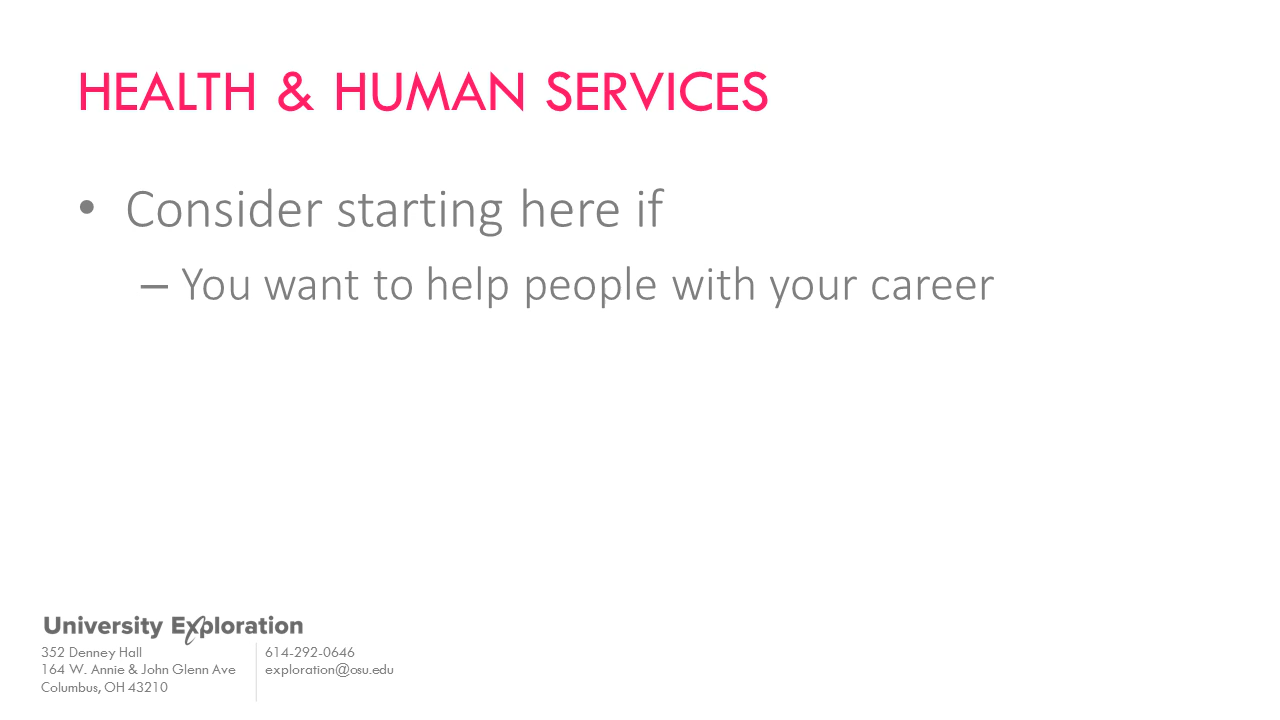 HEALTH & HUMAN SERVICES
• Consider starting here if
– You want to help people with your career
University Exploration
352 Denney Hall
164 W. Annie & John Glenn Ave
Columbus, OH 43210
614-292-0646
exploration@osu.edu